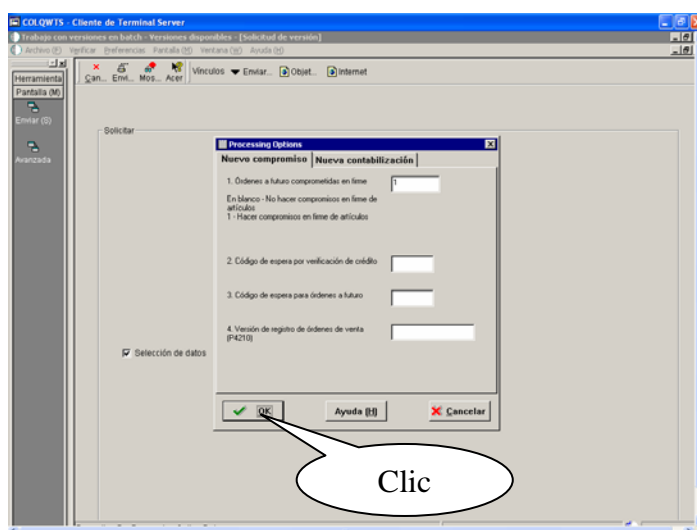 COLQWTS - Cliente de Terminal Server
Trabajo con versiones en batch - Versiones disponibles - [Solicitud de versión]
Archivo (F) Verificar Preferencias Pantalla (M) Ventana (W) Ayuda (H)
Can... Envi... Mos... Acer Vínculos Enviar... Objet... Internet
Herramienta
Pantalla (M)
Enviar (S)
Avanzada
Solicitar
Processing Options
Nuevo compromiso Nueva contabilización
1. Órdenes a futuro comprometidas en firme 1
En blanco - No hacer compromisos en firme de
artículos
1 - Hacer compromisos en firme de artículos
2. Código de espera por verificación de crédito
3. Código de espera para órdenes a futuro
4. Versión de registro de órdenes de venta
(P4210)
Selección de datos
OK Ayuda (H) Cancelar
Clic